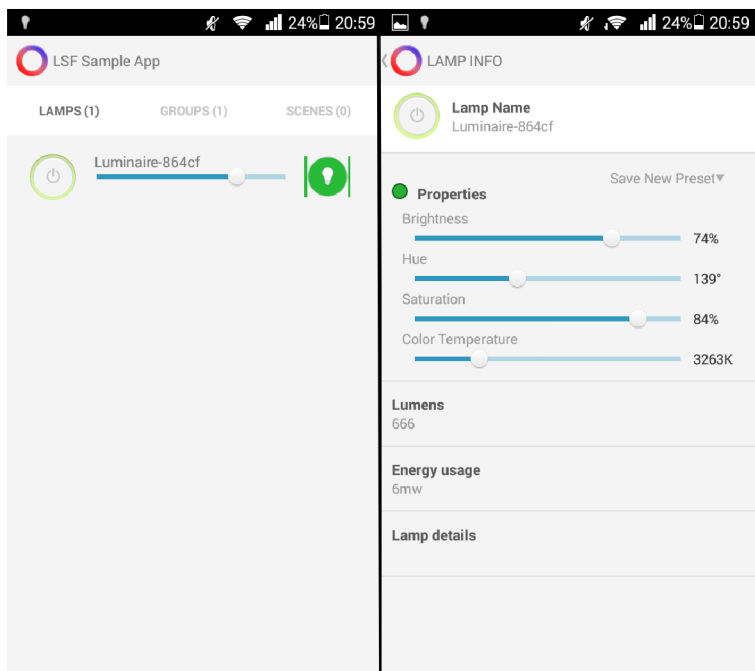 24% 20:59
LSF Sample App
LAMPS (1) GROUPS (1) SCENES (0)
Luminaire-864cf
24% 20:59
LAMP INFO
Lamp Name
Luminaire-864cf
Save New Preset
Properties
Brightness
74%
Hue
139°
Saturation
84%
Color Temperature
3263K
Lumens
666
Energy usage
6mw
Lamp details